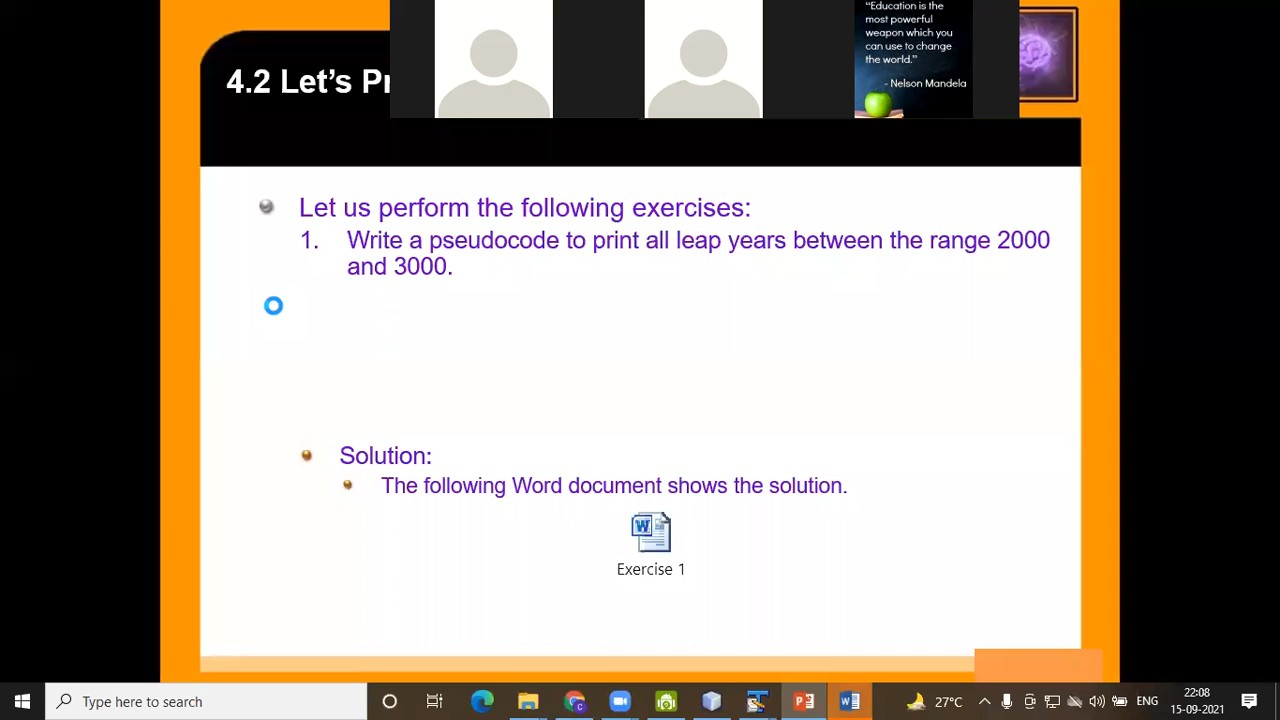 “Education is the
most powerful
weapon which you
can use to change
the world.”
- Nelson Mandela
4.2 Let’s
Let us perform the following exercises:
1. Write a pseudocode to print all leap years between the range 2000
and 3000.
Solution:
The following Word document shows the solution.
W
Exercise 1
Type here to search
27°C
ENG
22:08
15-09-2021